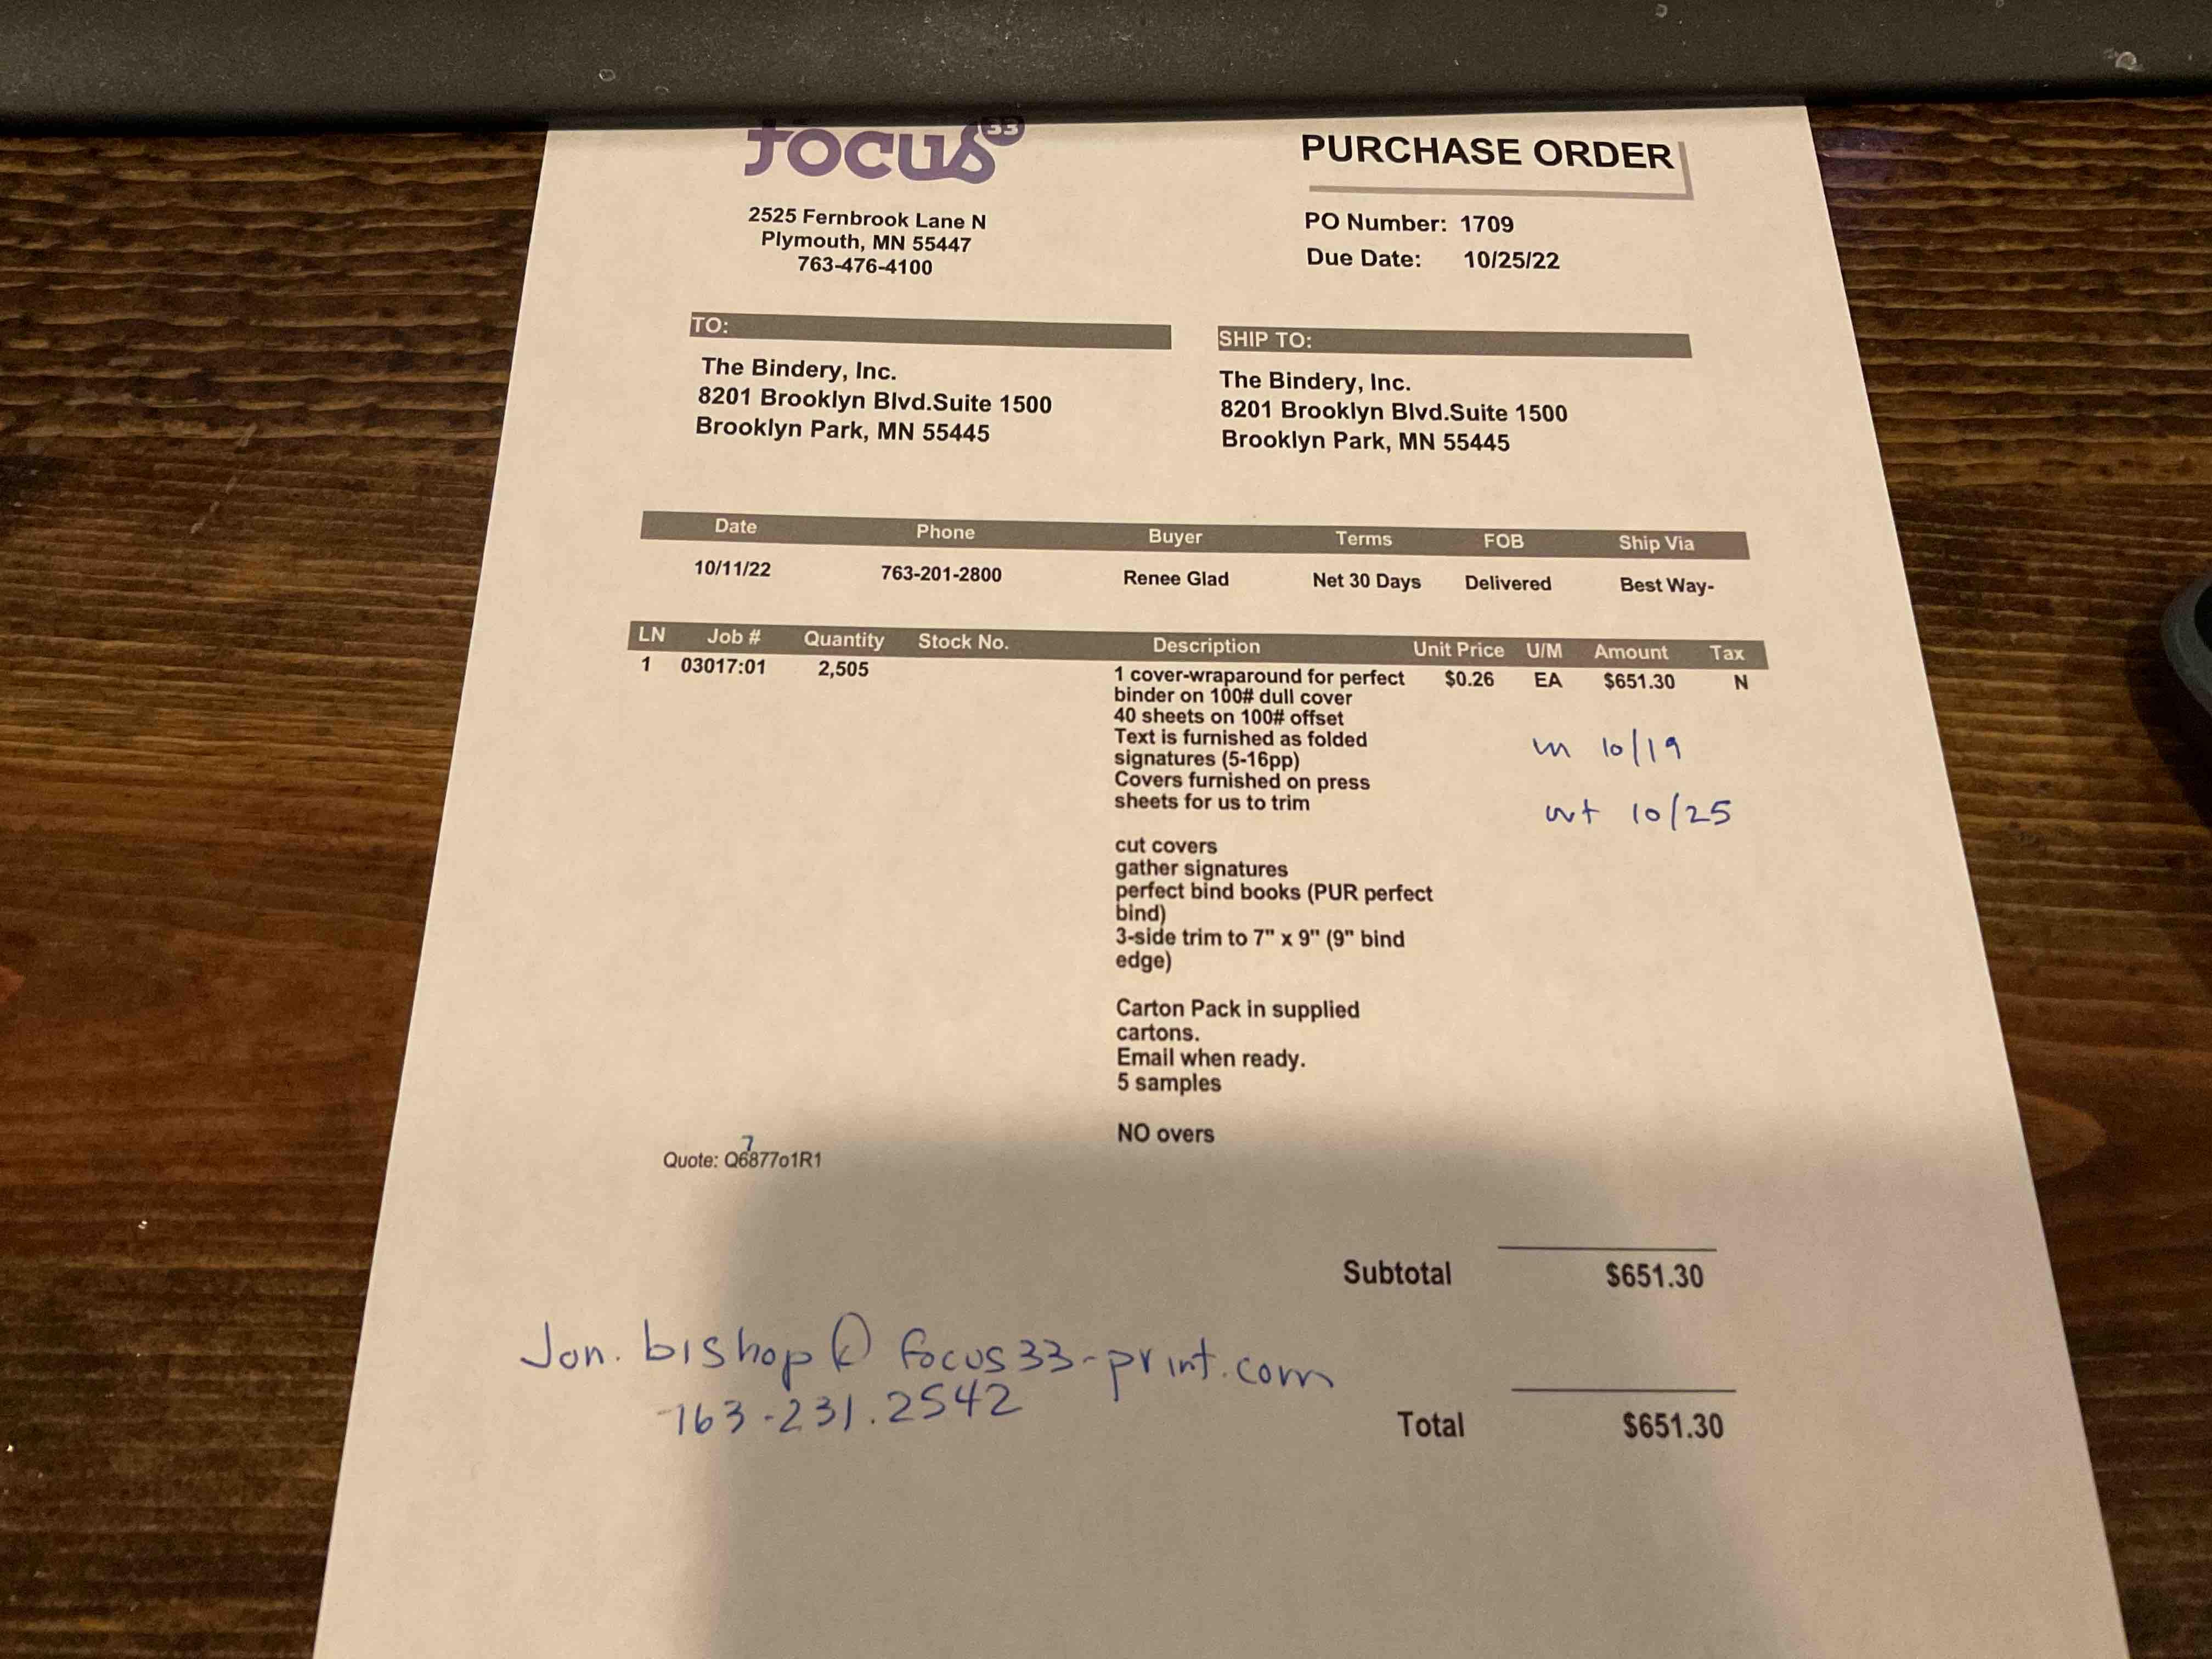 focus33
PURCHASE ORDER
2525 Fernbrook Lane N
Plymouth, MN 55447
763-476-4100
PO Number: 1709
Due Date: 10/25/22
TO:
The Bindery, Inc.
8201 Brooklyn Blvd.Suite 1500
Brooklyn Park, MN 55445
SHIP TO:
The Bindery, Inc.
8201 Brooklyn Blvd.Suite 1500
Brooklyn Park, MN 55445
Date Phone Buyer Terms FOB Ship Via
10/11/22 763-201-2800 Renee Glad Net 30 Days Delivered Best Way-
LN Job # Quantity Stock No. Description Unit Price U/M Amount Tax
1 03017:01 2,505 1 cover-wraparound for perfect $0.26 EA $651.30 N
binder on 100# dull cover
40 sheets on 100# offset
Text is furnished as folded
signatures (5-16pp)
Covers furnished on press
sheets for us to trim
in 10/19
out 10/25
cut covers
gather signatures
perfect bind books (PUR perfect
bind)
3-side trim to 7" x 9" (9" bind
edge)
Carton Pack in supplied
cartons.
Email when ready.
5 samples
NO overs
7
Quote: Q6877o1R1
Subtotal $651.30
Jon.bishop@focus33-print.com
763-231.2542
Total $651.30